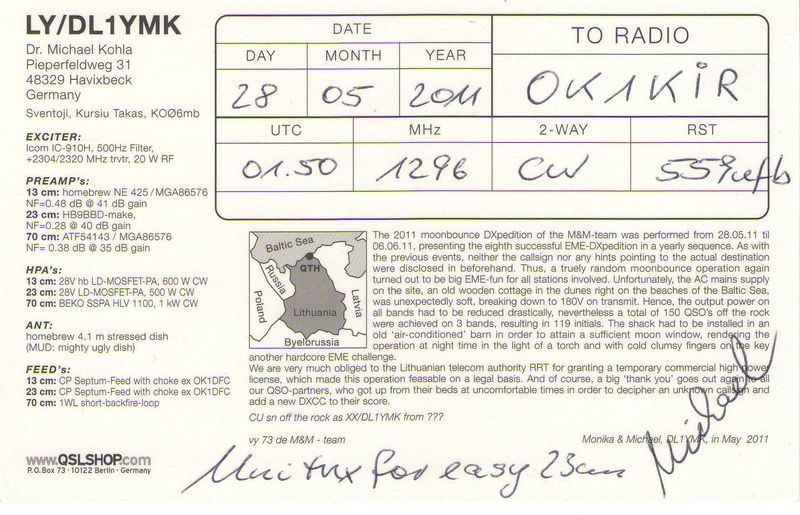 LY/DL1YMK
Dr. Michael Kohla
Pieperfeldweg 31
48329 Havixbeck
Germany
Sventoji, Kursiu Takas, KOØ6mb
EXCITER:
Icom IC-910H, 500Hz Filter,
+2304/2320 MHz trvtr, 20 W RF
PREAMP's:
13 cm: homebrew NE 425 / MGA86576
NF=0.48 dB @ 41 dB gain
23 cm: HB9BBD-make,
NF=0.28 @ 40 dB gain
70 cm: ATF54143 / MGA86576
NF= 0.38 dB @ 35 dB gain
HPA's:
13 cm: 28V hb LD-MOSFET-PA, 600 W CW
23 cm: 28V LD-MOSFET-PA, 500 W CW
70 cm: BEKO SSPA HLV 1100, 1 kW CW
ANT:
homebrew 4.1 m stressed dish
(MUD: mighty ugly dish)
FEED's:
13 cm: CP Septum-Feed with choke ex OK1DFC
23 cm: CP Septum-Feed with choke ex OK1DFC
70 cm: 1WL short-backfire-loop
www.QSLSHOP.com
P.O. Box 73 · 10122 Berlin · Germany
DATE
TO RADIO
DAY MONTH YEAR
28 05 2011 OK1KIR
UTC MHz 2-WAY RST
01.50 1296 CW 559 ufb
Baltic Sea
QTH
Russia
Lithuania
Latvia
Poland
Byelorussia
The 2011 moonbounce DXpedition of the M&M-team was performed from 28.05.11 til
06.06.11, presenting the eighth successful EME-DXpedition in a yearly sequence. As with
the previous events, neither the callsign nor any hints pointing to the actual destination
were disclosed in beforehand. Thus, a truely random moonbounce operation again
turned out to be big EME-fun for all stations involved. Unfortunately, the AC mains supply
on the site, an old wooden cottage in the dunes right on the beaches of the Baltic Sea,
was unexpectedly soft, breaking down to 180V on transmit. Hence, the output power on
all bands had to be reduced drastically, nevertheless a total of 150 QSO's off the rock
were achieved on 3 bands, resulting in 119 initials. The shack had to be installed in an
old 'air-conditioned' barn in order to attain a sufficient moon window, rendering the
operation at night time in the light of a torch and with cold clumsy fingers on the key
another hardcore EME challenge.
We are very much obliged to the Lithuanian telecom authority RRT for granting a temporary commercial high power
license, which made this operation feasable on a legal basis. And of course, a big 'thank you' goes out again to all
our QSO-partners, who got up from their beds at uncomfortable times in order to decipher an unknown callsign and
add a new DXCC to their score.
CU sn off the rock as XX/DL1YMK from ???
vy 73 de M&M - team Monika & Michael, DL1YMK, in May 2011
tnx for easy 23cm
Michael